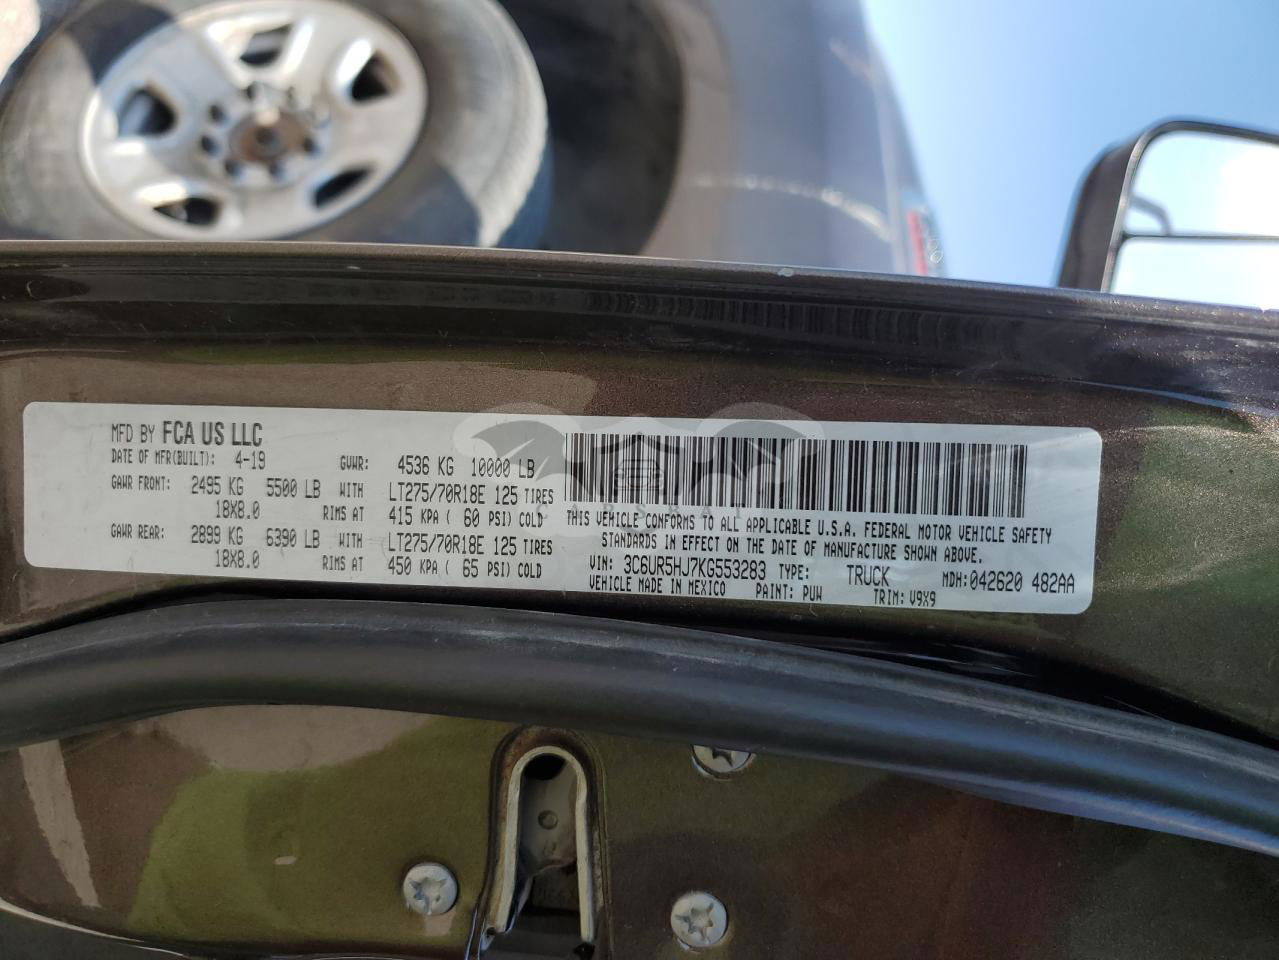 MFD BY FCA US LLC
DATE OF MFR(BUILT): 4-19 GVWR: 4536 KG 10000 LB
GAWR FRONT: 2495 KG 5500 LB WITH LT275/70R18E 125 TIRES
18X8.0 RIMS AT 415 KPA ( 60 PSI) COLD
GAWR REAR: 2899 KG 6390 LB WITH LT275/70R18E 125 TIRES
18X8.0 RIMS AT 450 KPA ( 65 PSI) COLD
THIS VEHICLE CONFORMS TO ALL APPLICABLE U.S.A. FEDERAL MOTOR VEHICLE SAFETY
STANDARDS IN EFFECT ON THE DATE OF MANUFACTURE SHOWN ABOVE.
VIN: 3C6UR5HJ7KG553283 TYPE: TRUCK MDH: 042620 482AA
VEHICLE MADE IN MEXICO PAINT: PUW TRIM: V9X9